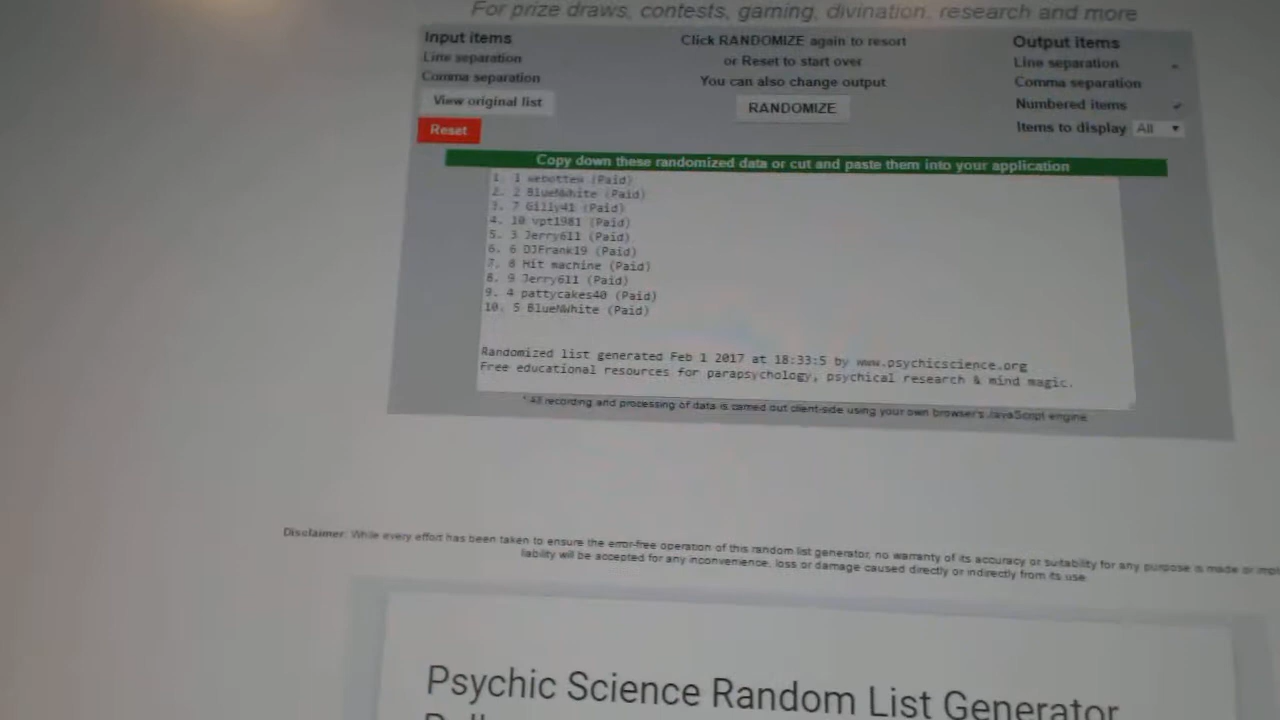 For prize draws, contests, gaming, divination, research and more
Input items
Line separation
Comma separation
View original list
Reset
Click RANDOMIZE again to resort
or Reset to start over
You can also change output
RANDOMIZE
Output items
Line separation
Comma separation
Numbered items ✓
Items to display All ▼
Copy down these randomized data or cut and paste them into your application
1. 1 webottew (Paid)
2. 2 BlueNWhite (Paid)
3. 7 Gilly41 (Paid)
4. 10 vpt1981 (Paid)
5. 3 Jerry611 (Paid)
6. 6 DJFrank19 (Paid)
7. 8 Hit machine (Paid)
8. 9 Jerry611 (Paid)
9. 4 pattycakes40 (Paid)
10. 5 BlueNWhite (Paid)
Randomized list generated Feb 1 2017 at 18:33:5 by www.psychicscience.org
Free educational resources for parapsychology, psychical research & mind magic.
* All recording and processing of data is carried out client-side using your own browser's JavaScript engine
Disclaimer: While every effort has been taken to ensure the error-free operation of this random list generator, no warranty of its accuracy or suitability for any purpose is made or impl
liability will be accepted for any inconvenience, loss or damage caused directly or indirectly from its use
Psychic Science Random List Generator